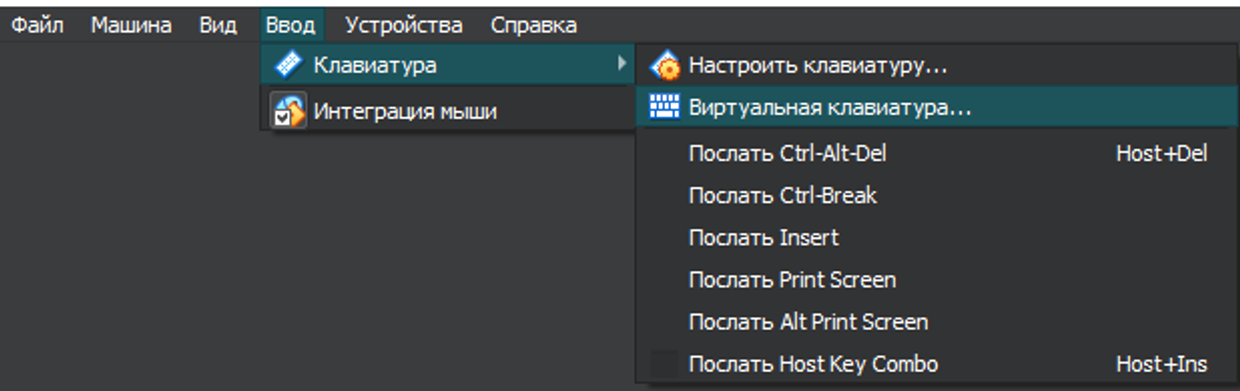 Файл Машина Вид Ввод Устройства Справка
Клавиатура
Интеграция мыши
Настроить клавиатуру...
Виртуальная клавиатура...
Послать Ctrl-Alt-Del Host+Del
Послать Ctrl-Break
Послать Insert
Послать Print Screen
Послать Alt Print Screen
Послать Host Key Combo Host+Ins